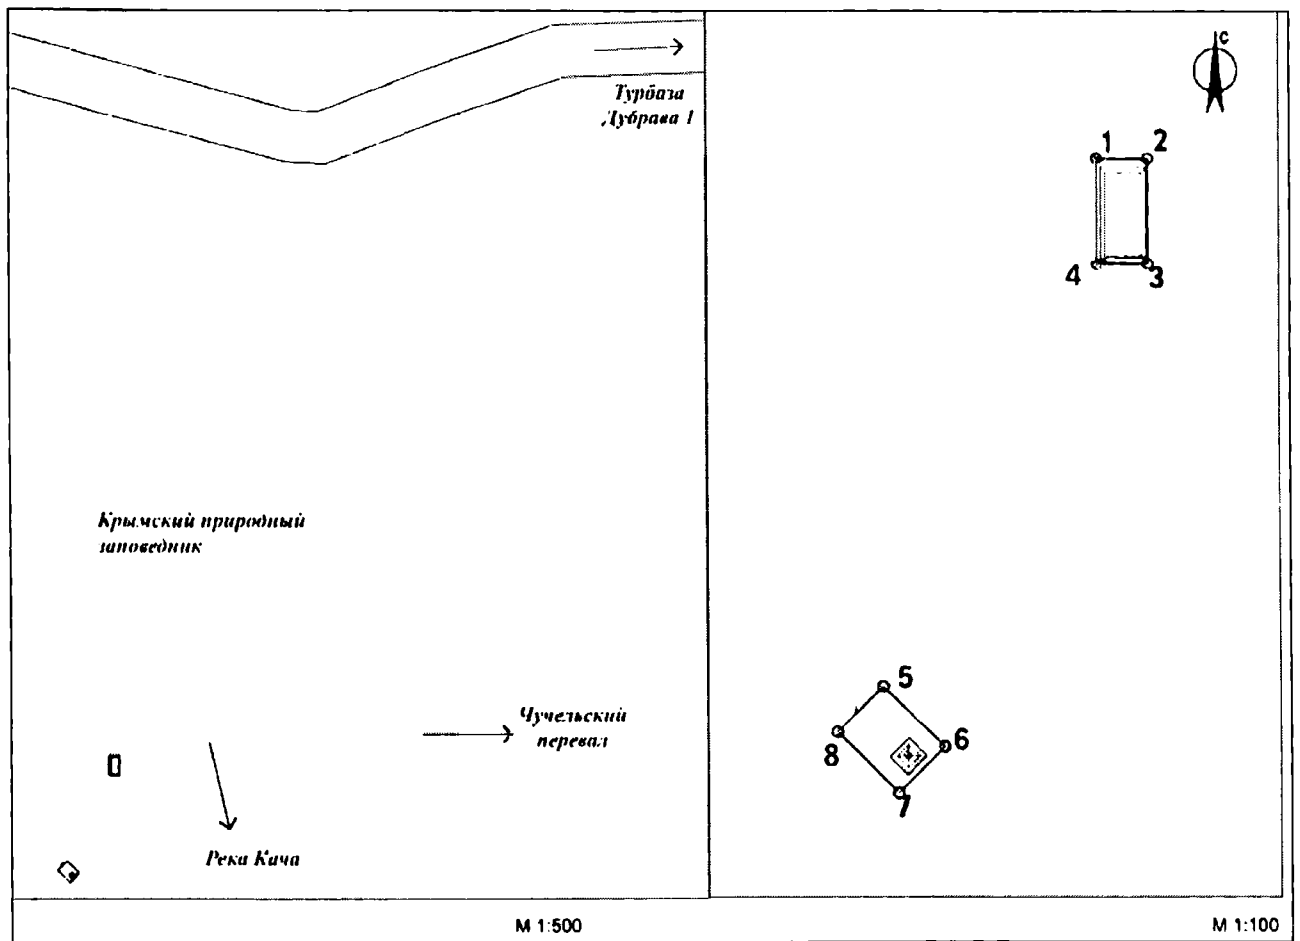 Турбаза
Дубрава 1
Крымский природный
заповедник
Чучельский
перевал
Река Кача
М 1:500
С
1
2
4
3
5
6
8
7
М 1:100